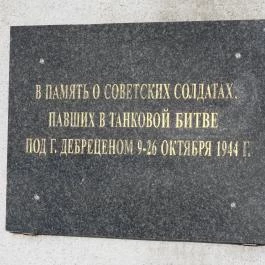 В ПАМЯТЬ О СОВЕТСКИХ СОЛДАТАХ,
ПАВШИХ В ТАНКОВОЙ БИТВЕ
ПОД Г. ДЕБРЕЦЕНОМ 9-26 ОКТЯБРЯ 1944 Г.